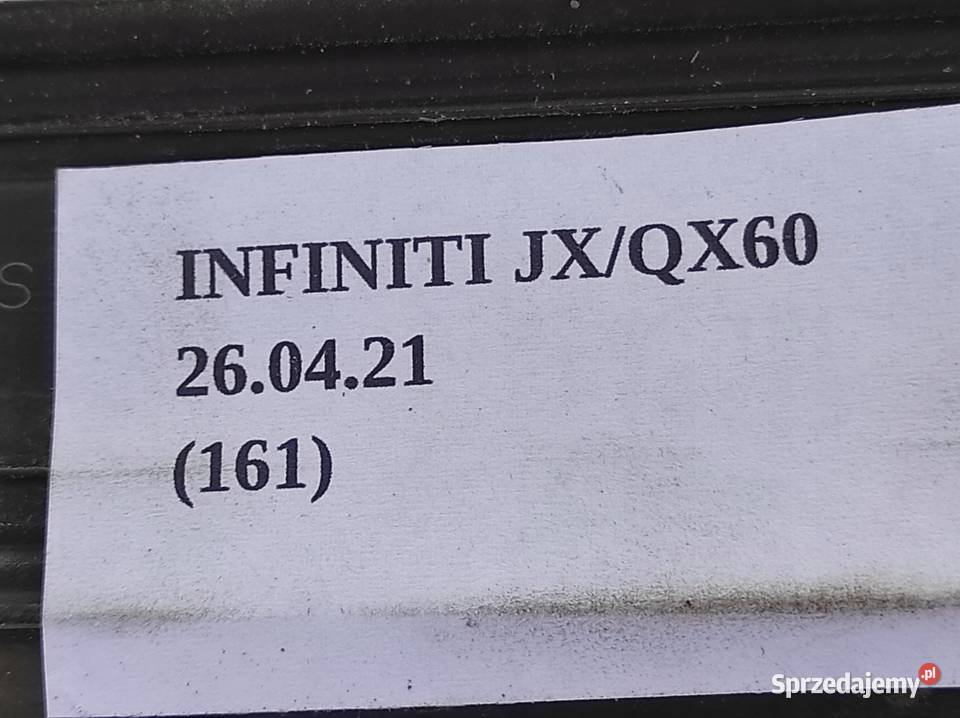 INFINITI JX/QX60
26.04.21
(161)
S
Sprzedajemy.pl